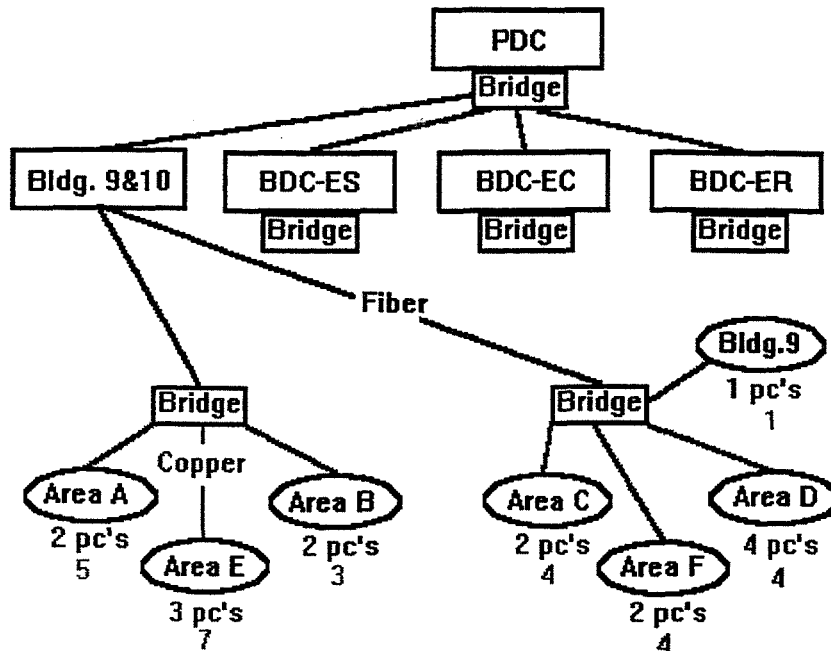 PDC
Bridge
Bldg. 9&10
BDC-ES
BDC-EC
BDC-ER
Bridge
Bridge
Bridge
Fiber
Bldg.9
1 pc's
1
Bridge
Bridge
Copper
Area A
2 pc's
5
Area E
3 pc's
7
Area B
2 pc's
3
Area C
2 pc's
4
Area F
2 pc's
4
Area D
4 pc's
4